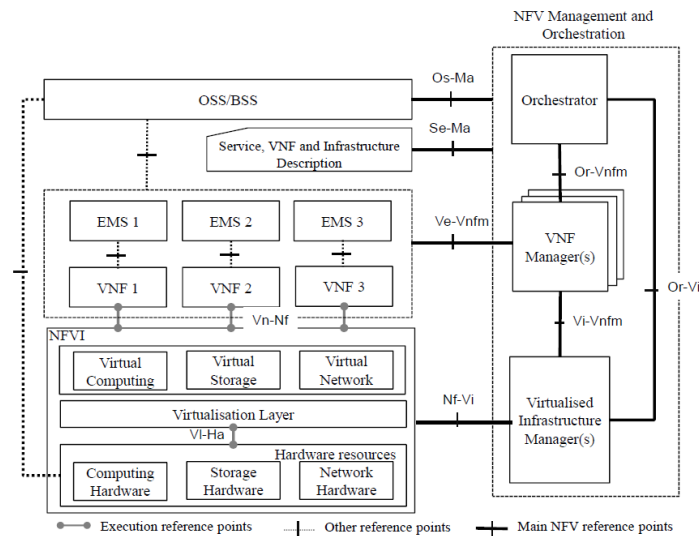 NFV Management and
Orchestration
OSS/BSS
Os-Ma
Orchestrator
Se-Ma
Service, VNF and Infrastructure
Description
Or-Vnfm
EMS 1
EMS 2
EMS 3
Ve-Vnfm
VNF
Manager(s)
VNF 1
VNF 2
VNF 3
Or-Vi
Vn-Nf
Vi-Vnfm
NFVI
Virtual
Computing
Virtual
Storage
Virtual
Network
Virtualisation Layer
Nf-Vi
Virtualised
Infrastructure
Manager(s)
Vl-Ha
Hardware resources
Computing
Hardware
Storage
Hardware
Network
Hardware
Execution reference points
Other reference points
Main NFV reference points